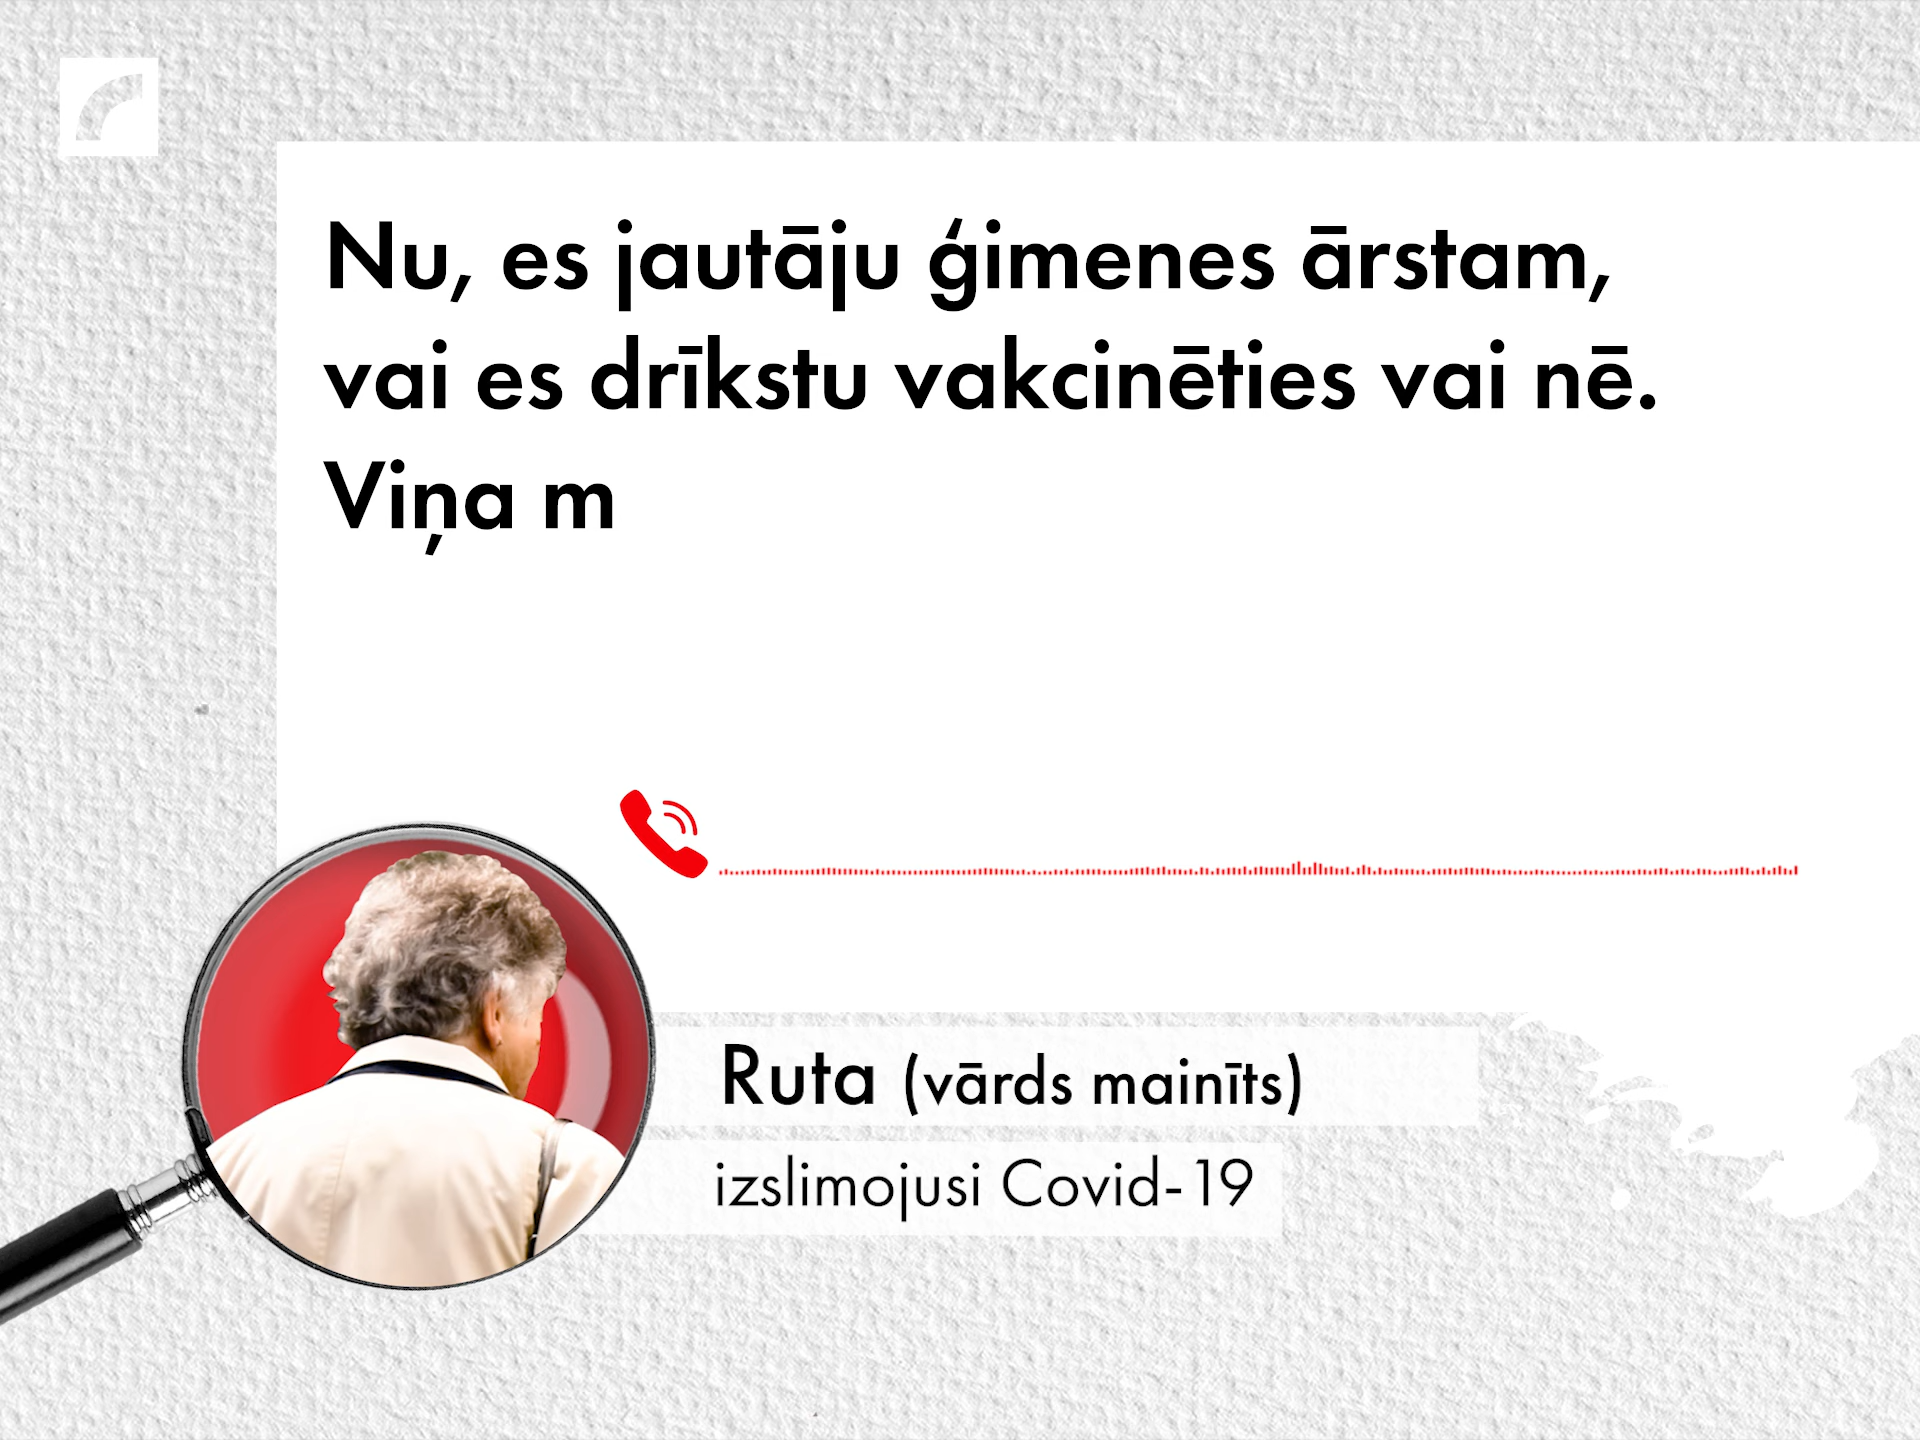 Nu, es jautāju ģimenes ārstam,
vai es drīkstu vakcinēties vai nē.
Viņa m
Ruta (vārds mainīts)
izslimojusi Covid-19